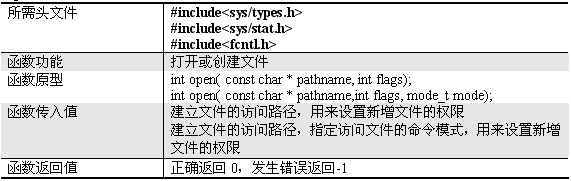 所需头文件
#include<sys/types.h>
#include<sys/stat.h>
#include<fcntl.h>
函数功能
打开或创建文件
函数原型
int open( const char * pathname, int flags);
int open( const char * pathname,int flags, mode_t mode);
函数传入值
建立文件的访问路径，用来设置新增文件的权限
建立文件的访问路径，指定访问文件的命令模式，用来设置新增
文件的权限
函数返回值
正确返回 0，发生错误返回-1